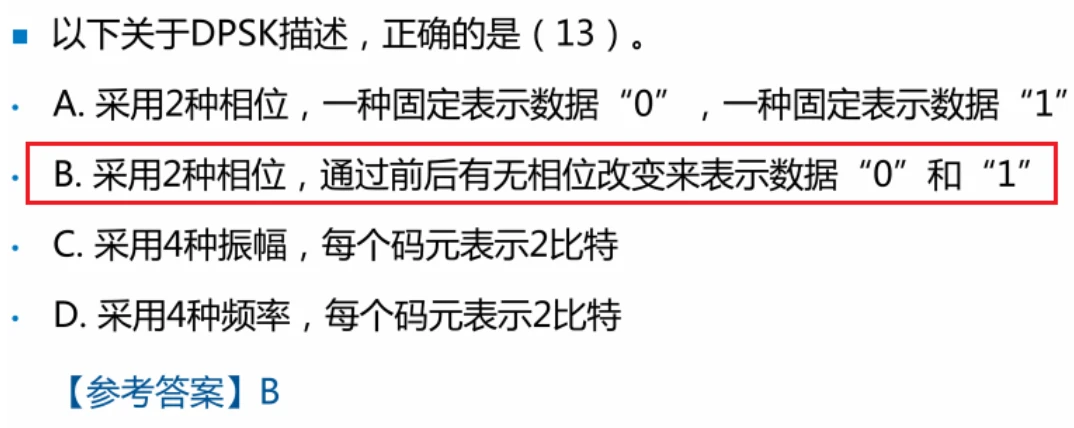 ▪ 以下关于DPSK描述，正确的是（13）。
· A. 采用2种相位，一种固定表示数据“0” ，一种固定表示数据“1”
· B. 采用2种相位，通过前后有无相位改变来表示数据“0”和“1”
· C. 采用4种振幅，每个码元表示2比特
· D. 采用4种频率，每个码元表示2比特
【参考答案】B